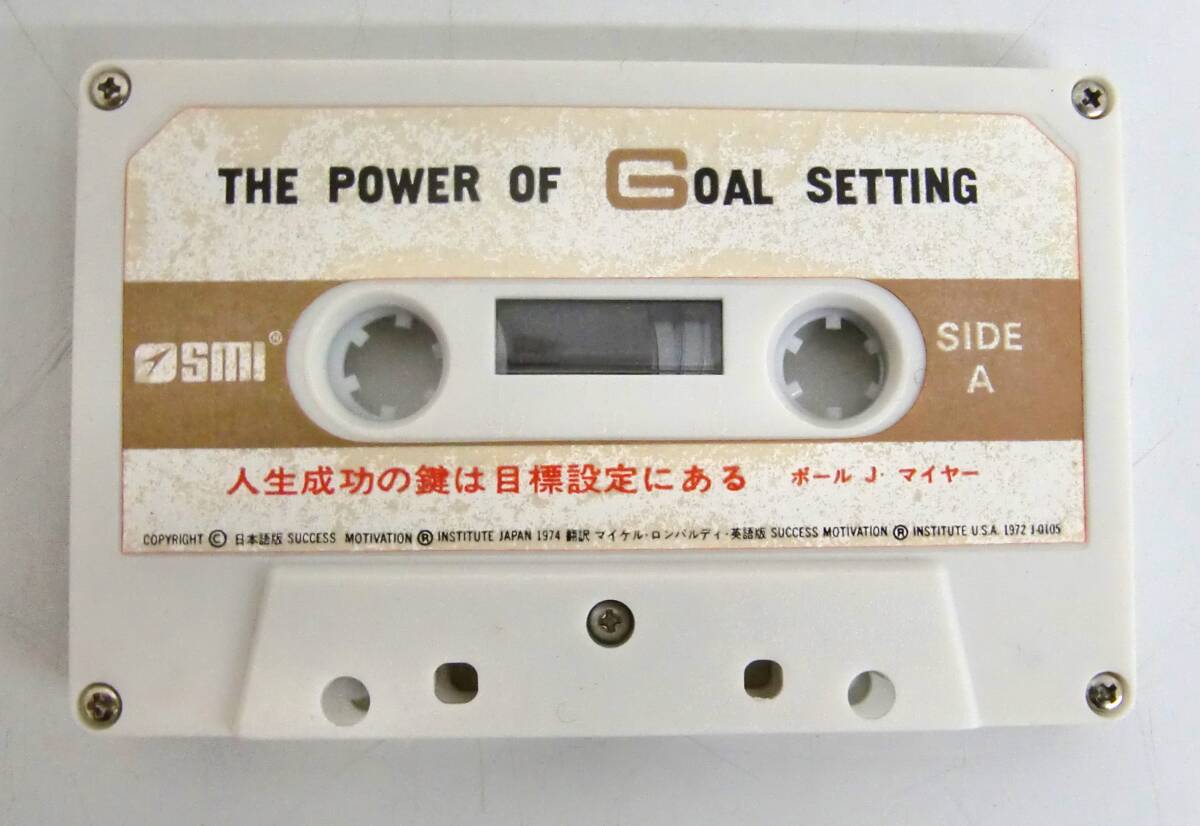 THE POWER OF GOAL SETTING
SMI®
SIDE
A
人生成功の鍵は目標設定にある ポール J・マイヤー
COPYRIGHT © 日本語版 SUCCESS MOTIVATION ® INSTITUTE JAPAN 1974 翻訳 マイケル・ロンバルディ・英語版 SUCCESS MOTIVATION ® INSTITUTE U.S.A. 1972 J-0105